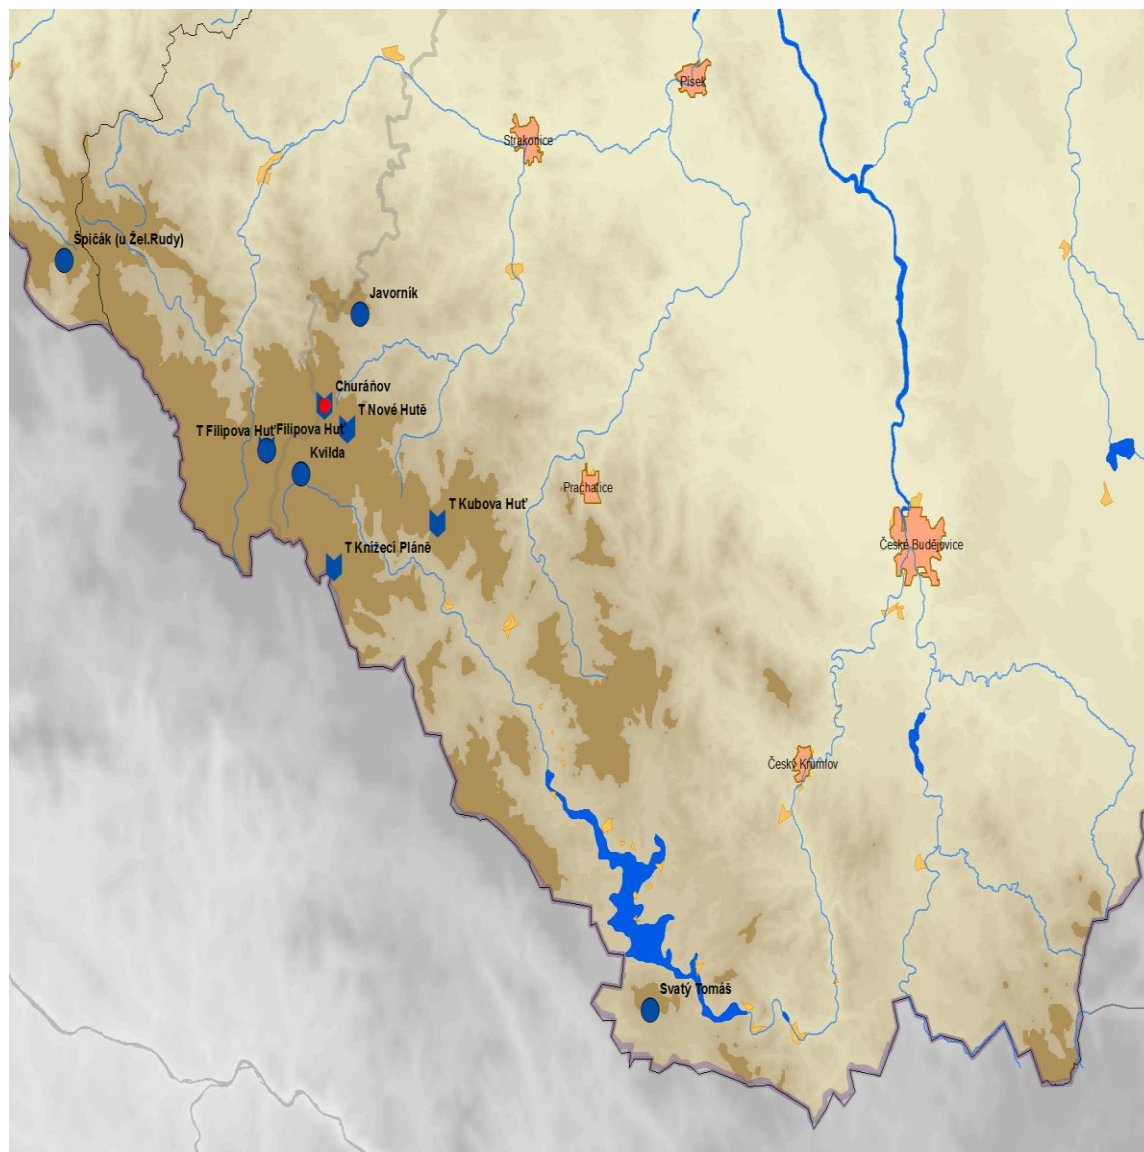 Písek
Strakonice
Špičák (u Žel.Rudy)
Javorník
Churáňov
T Nové Hutě
T Filipova Huť
Filipova Huť
Kvilda
Prachatice
T Kubova Huť
České Budějovice
T Knížecí Pláně
Český Krumlov
Svatý Tomáš